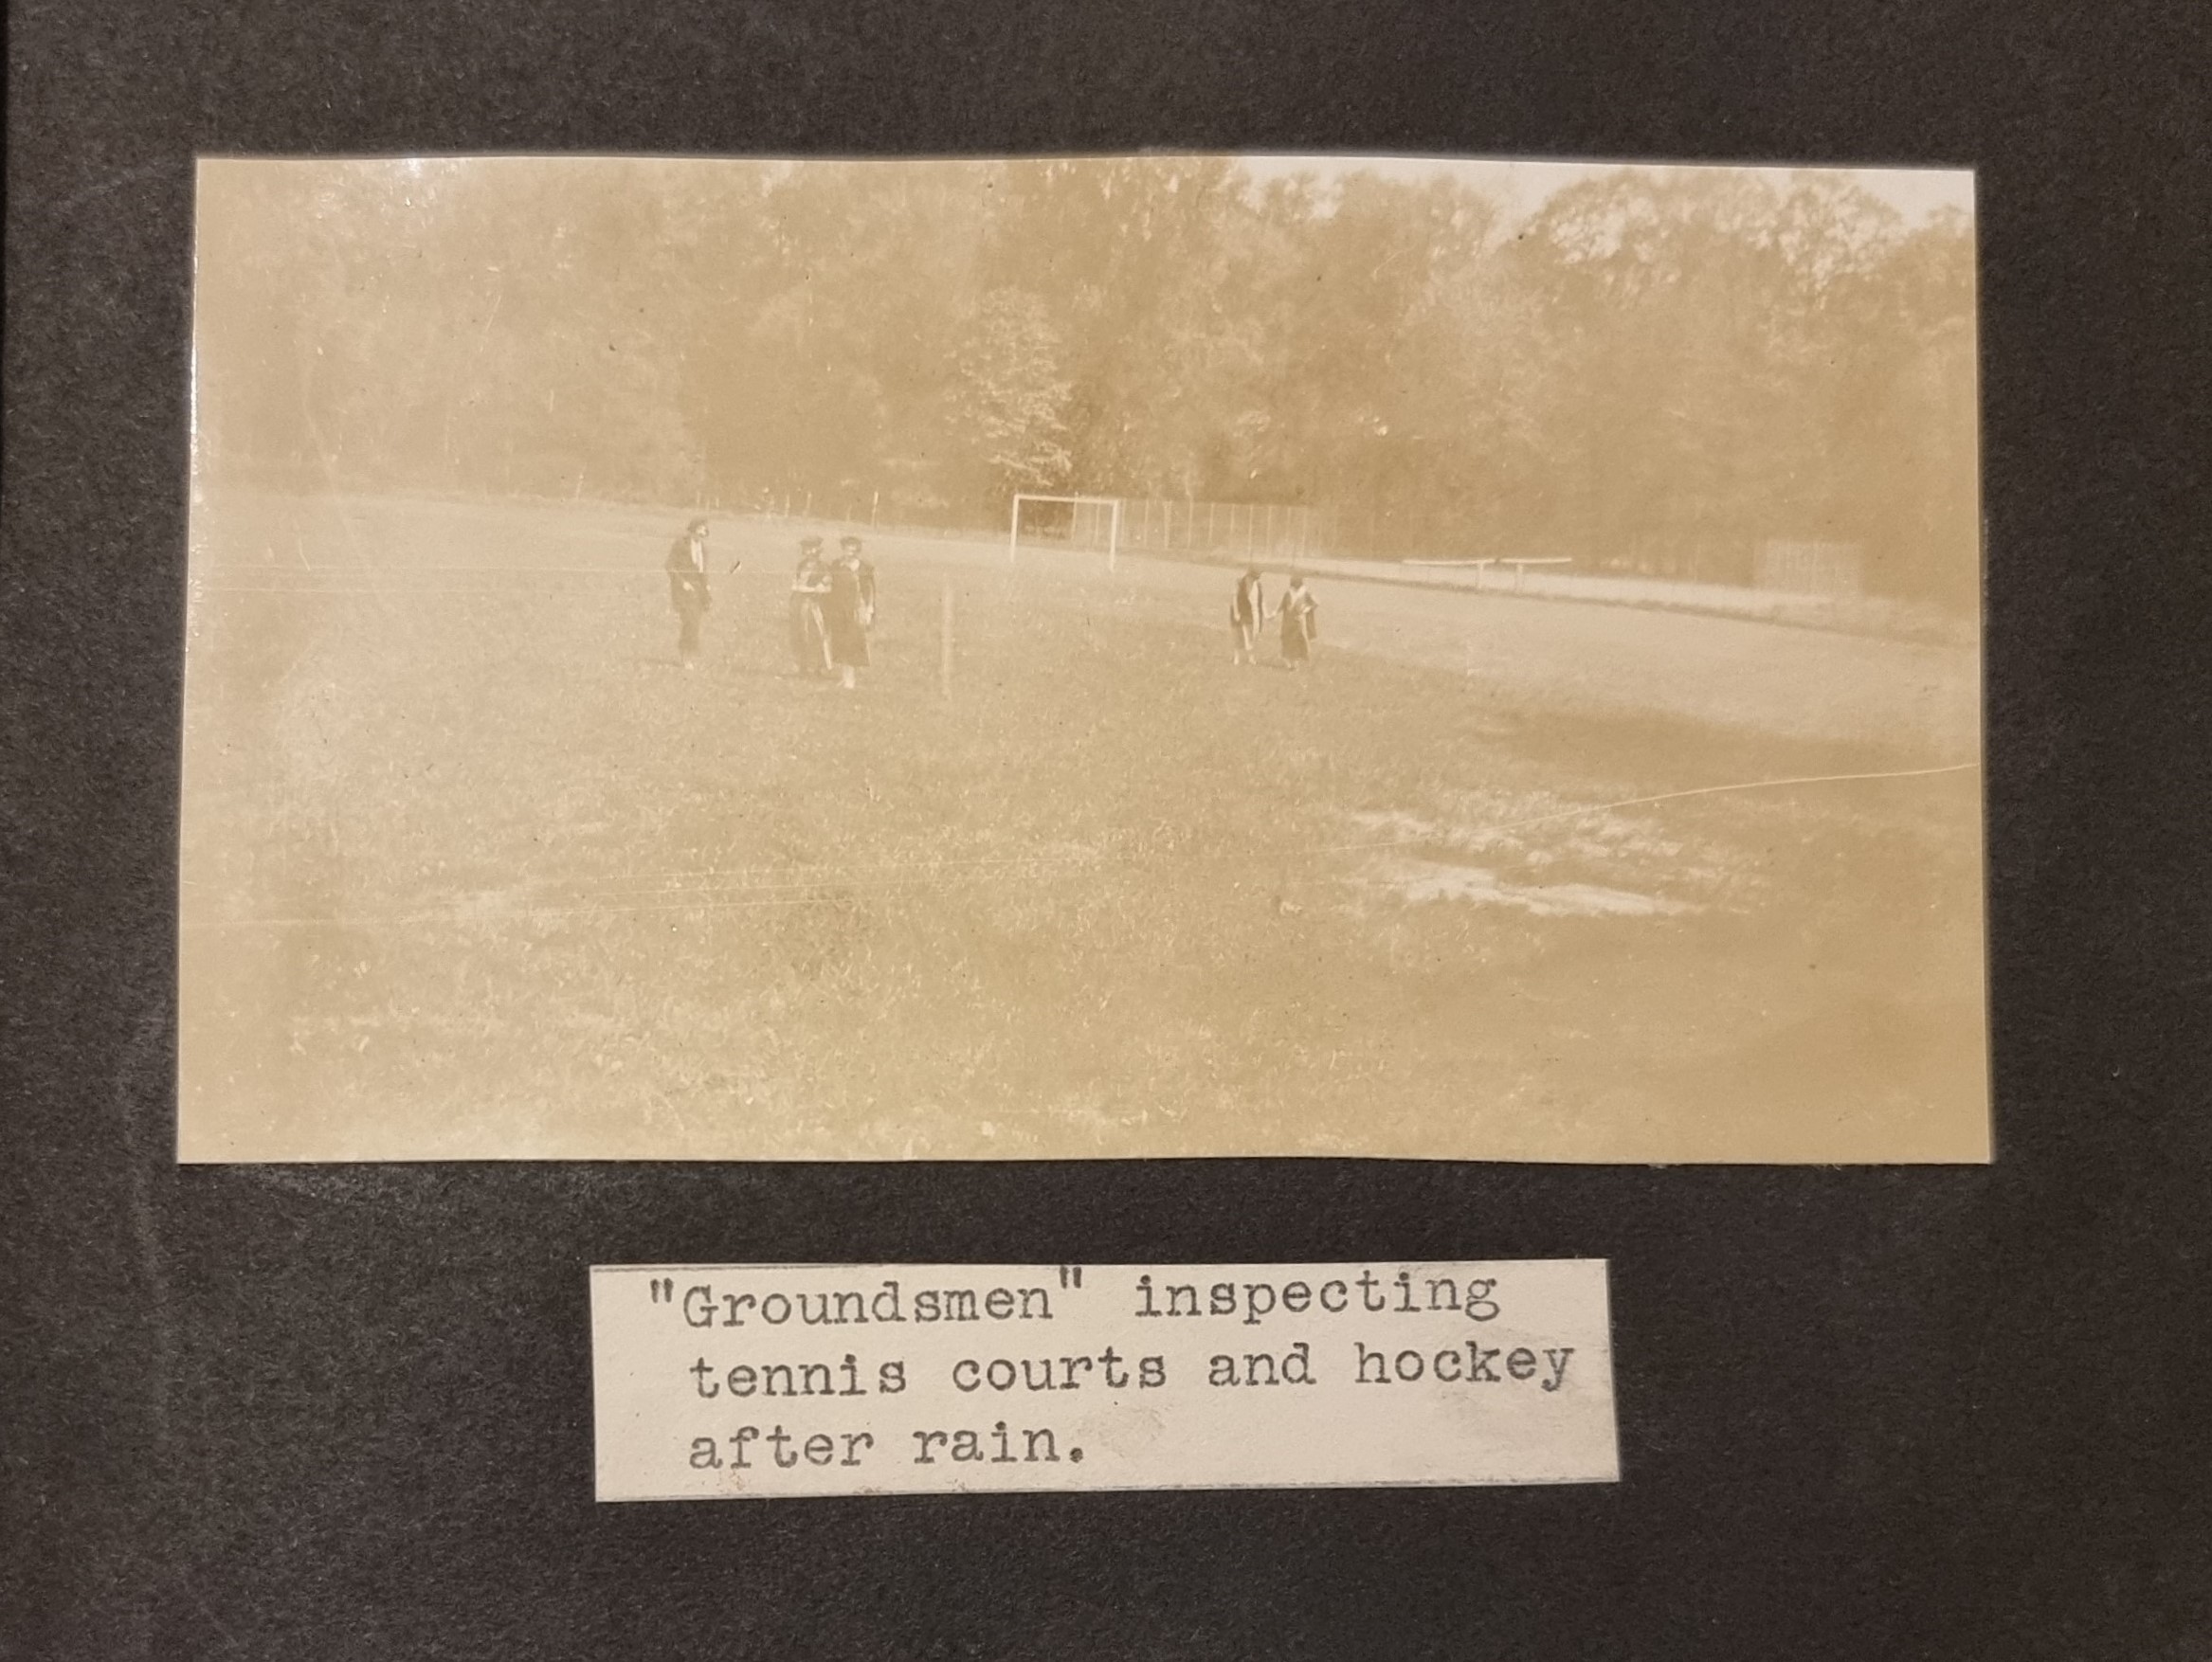 "Groundsmen" inspecting
tennis courts and hockey
after rain.